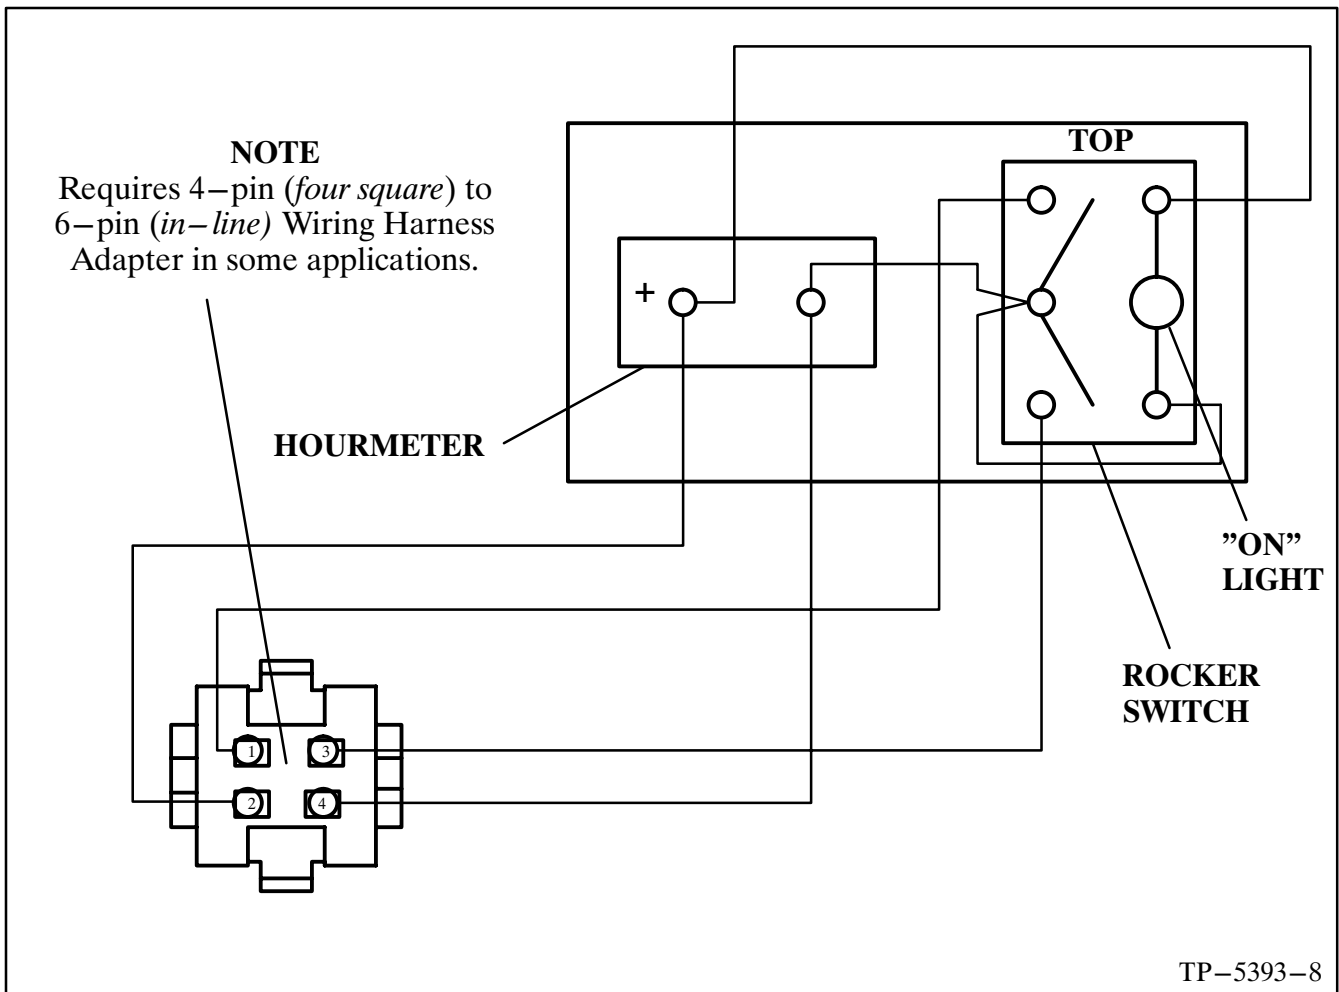 NOTE
Requires 4−pin (four square) to
6−pin (in−line) Wiring Harness
Adapter in some applications.
TOP
+
HOURMETER
”ON”
LIGHT
ROCKER
SWITCH
1
3
2
4
TP−5393−8